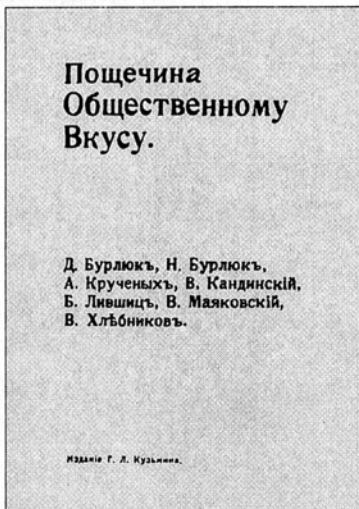 Пощечина
Общественному
Вкусу.
Д. Бурлюкъ, Н. Бурлюкъ,
А. Крученыхъ, В. Кандинскій,
Б. Лившицъ, В. Маяковскій,
В. Хлѣбниковъ.
Изданіе Г. Л. Кузьмина.